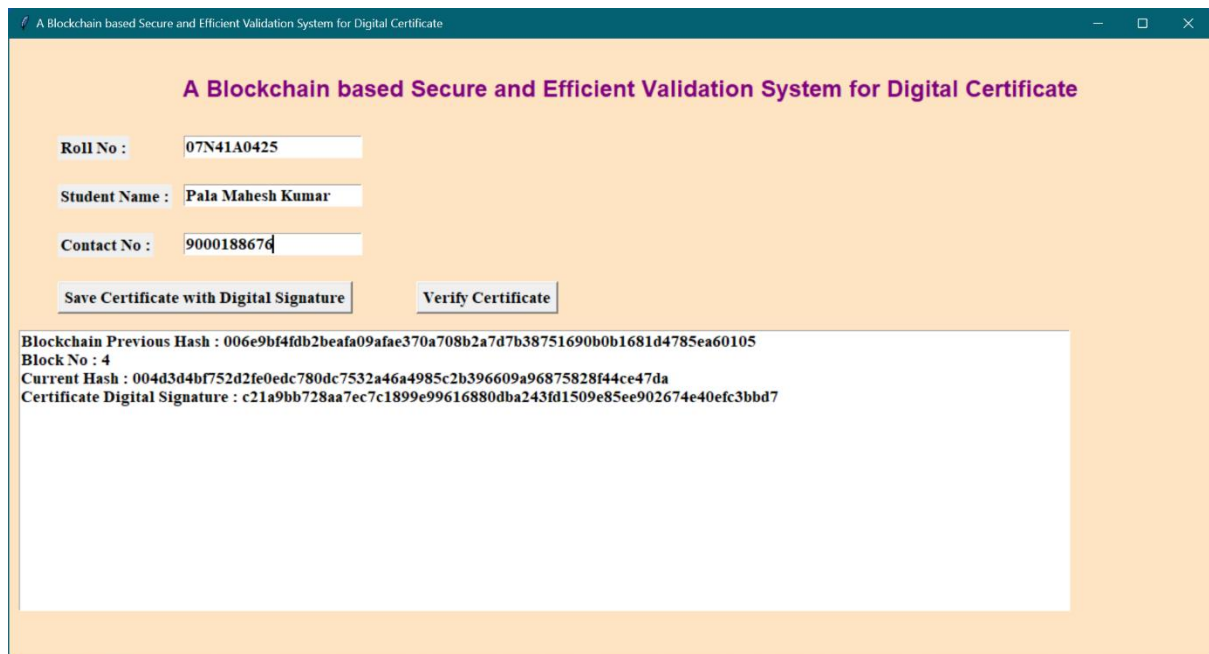 A Blockchain based Secure and Efficient Validation System for Digital Certificate
A Blockchain based Secure and Efficient Validation System for Digital Certificate
Roll No : 07N41A0425
Student Name : Pala Mahesh Kumar
Contact No : 9000188676
Save Certificate with Digital Signature Verify Certificate
Blockchain Previous Hash : 006e9bf4fdb2beafa09afae370a708b2a7d7b38751690b0b1681d4785ea60105
Block No : 4
Current Hash : 004d3d4bf752d2fe0edc780dc7532a46a4985c2b396609a96875828f44ce47da
Certificate Digital Signature : c21a9bb728aa7ec7c1899e99616880dba243fd1509e85ee902674e40efc3bbd7